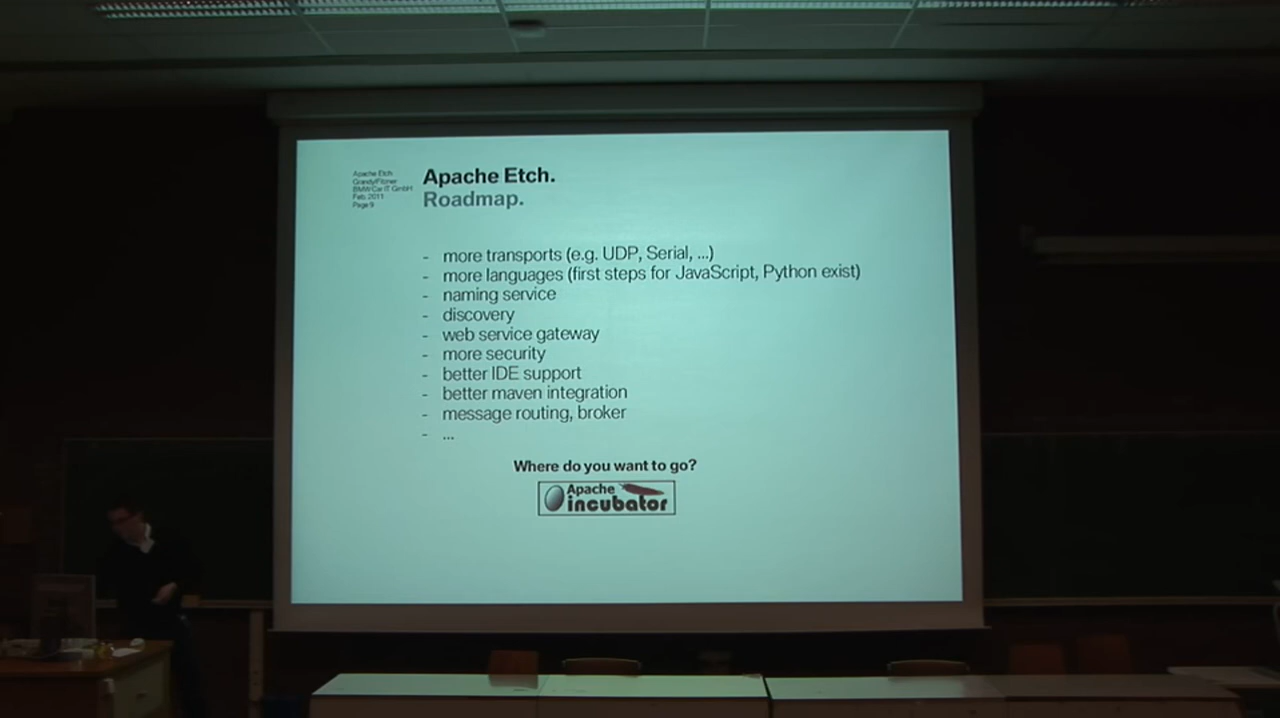 Apache Etch
Grandy/Fitzner
BMW Car IT GmbH
Feb. 2011
Page 9
Apache Etch.
Roadmap.
- more transports (e.g. UDP, Serial, ...)
- more languages (first steps for JavaScript, Python exist)
- naming service
- discovery
- web service gateway
- more security
- better IDE support
- better maven integration
- message routing, broker
- ...
Where do you want to go?
Apache
incubator